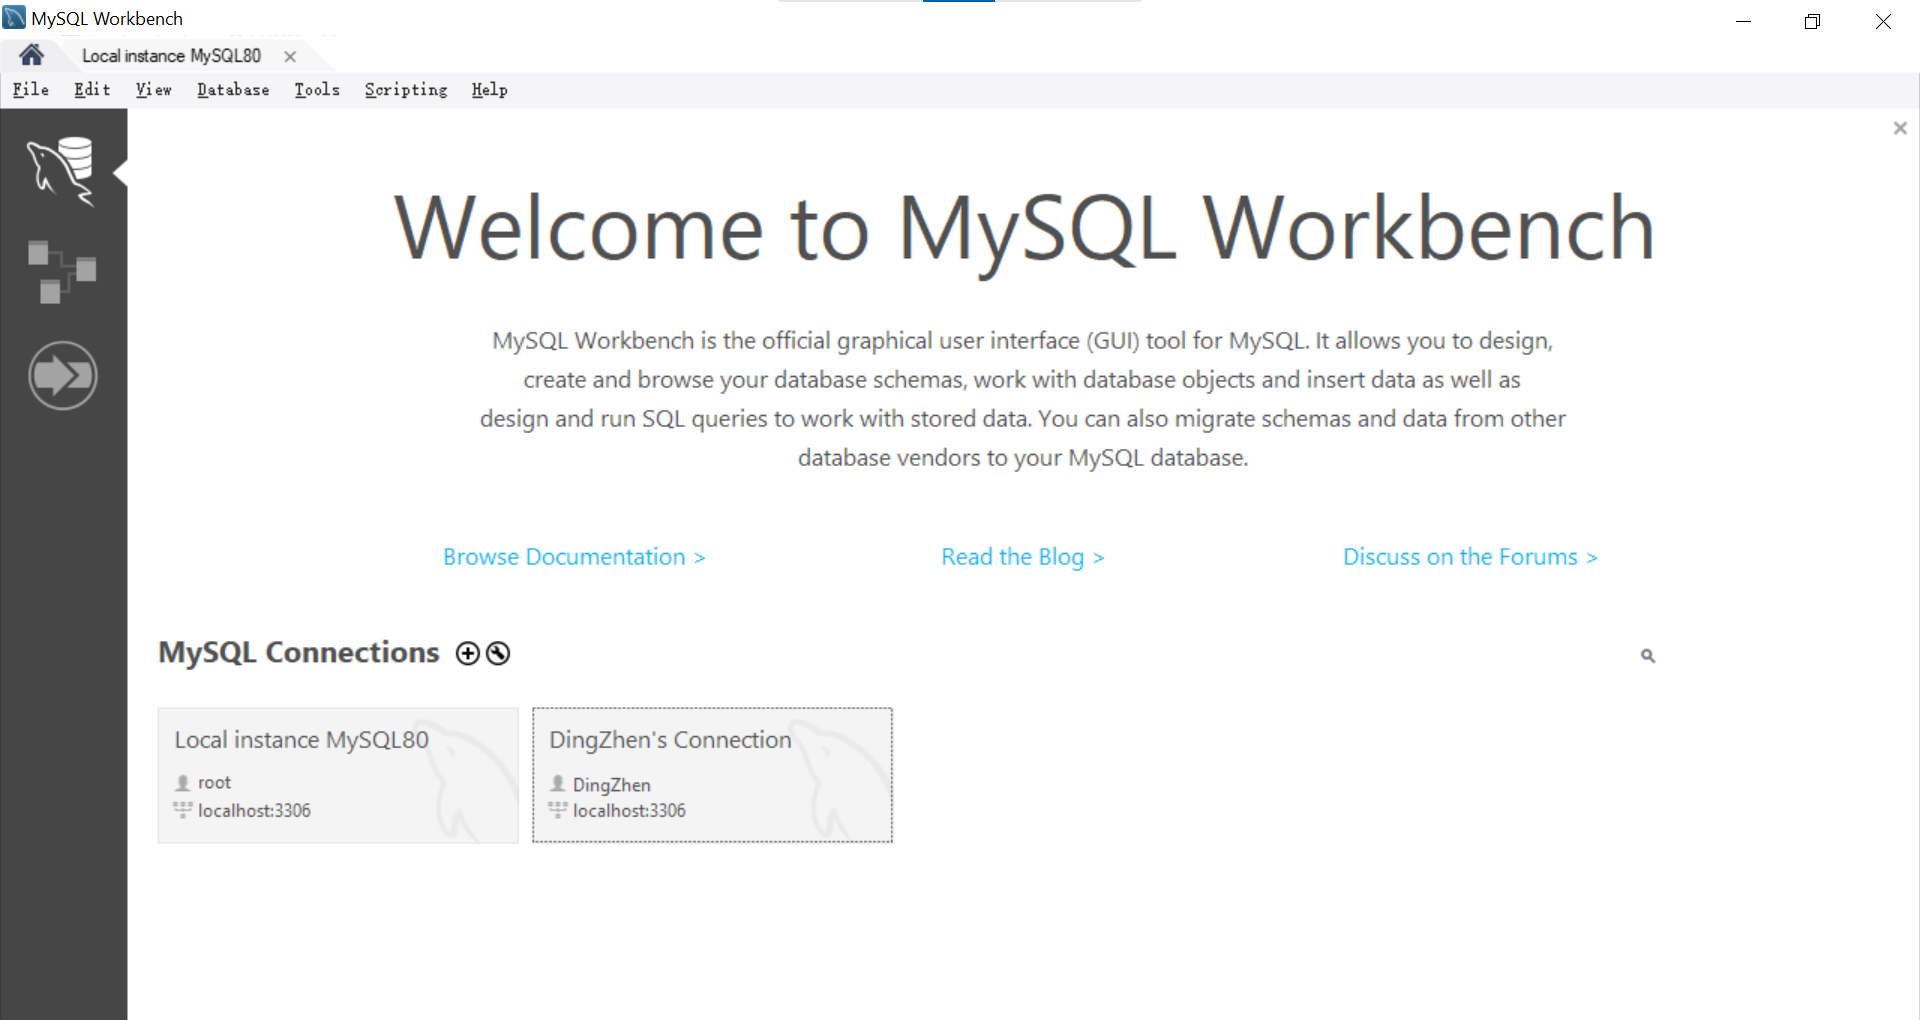 MySQL Workbench
Local instance MySQL80
File Edit View Database Tools Scripting Help
Welcome to MySQL Workbench
MySQL Workbench is the official graphical user interface (GUI) tool for MySQL. It allows you to design,
create and browse your database schemas, work with database objects and insert data as well as
design and run SQL queries to work with stored data. You can also migrate schemas and data from other
database vendors to your MySQL database.
Browse Documentation >
Read the Blog >
Discuss on the Forums >
MySQL Connections
Local instance MySQL80
root
localhost:3306
DingZhen's Connection
DingZhen
localhost:3306